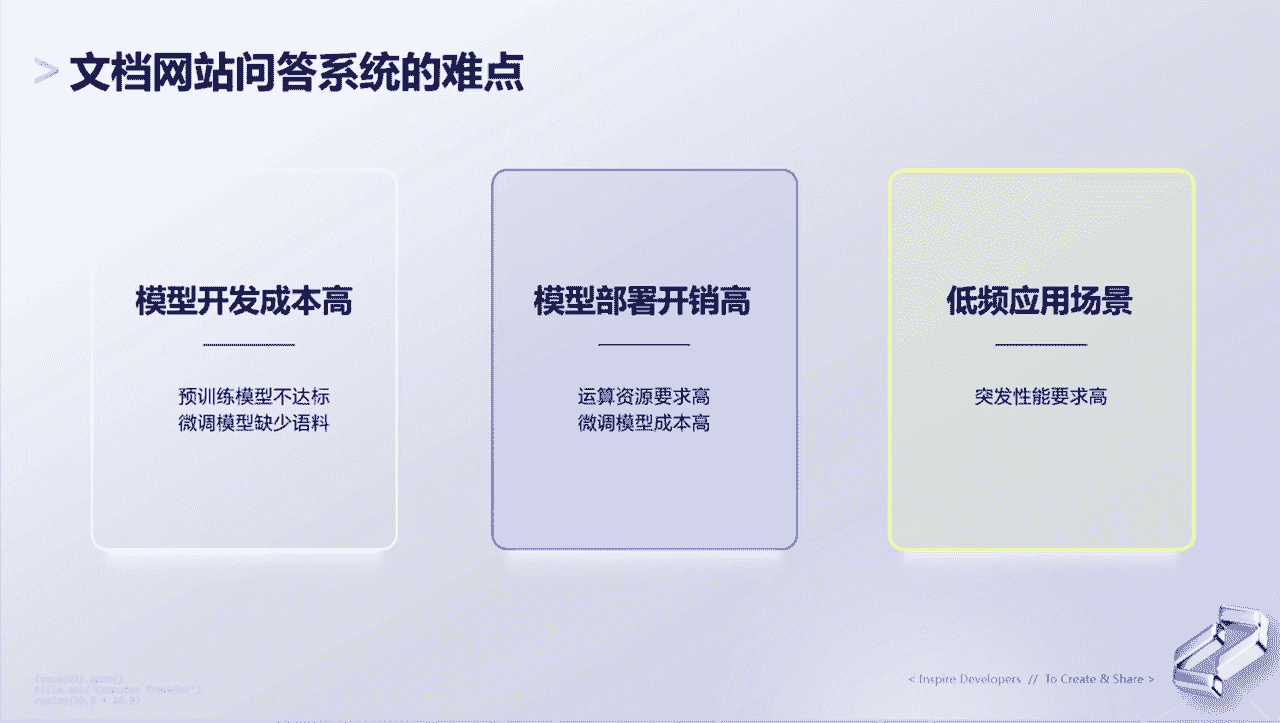 > 文档网站问答系统的难点
模型开发成本高
预训练模型不达标
微调模型缺少语料
模型部署开销高
运算资源要求高
微调模型成本高
低频应用场景
突发性能要求高
< Inspire Developers // To Create & Share >